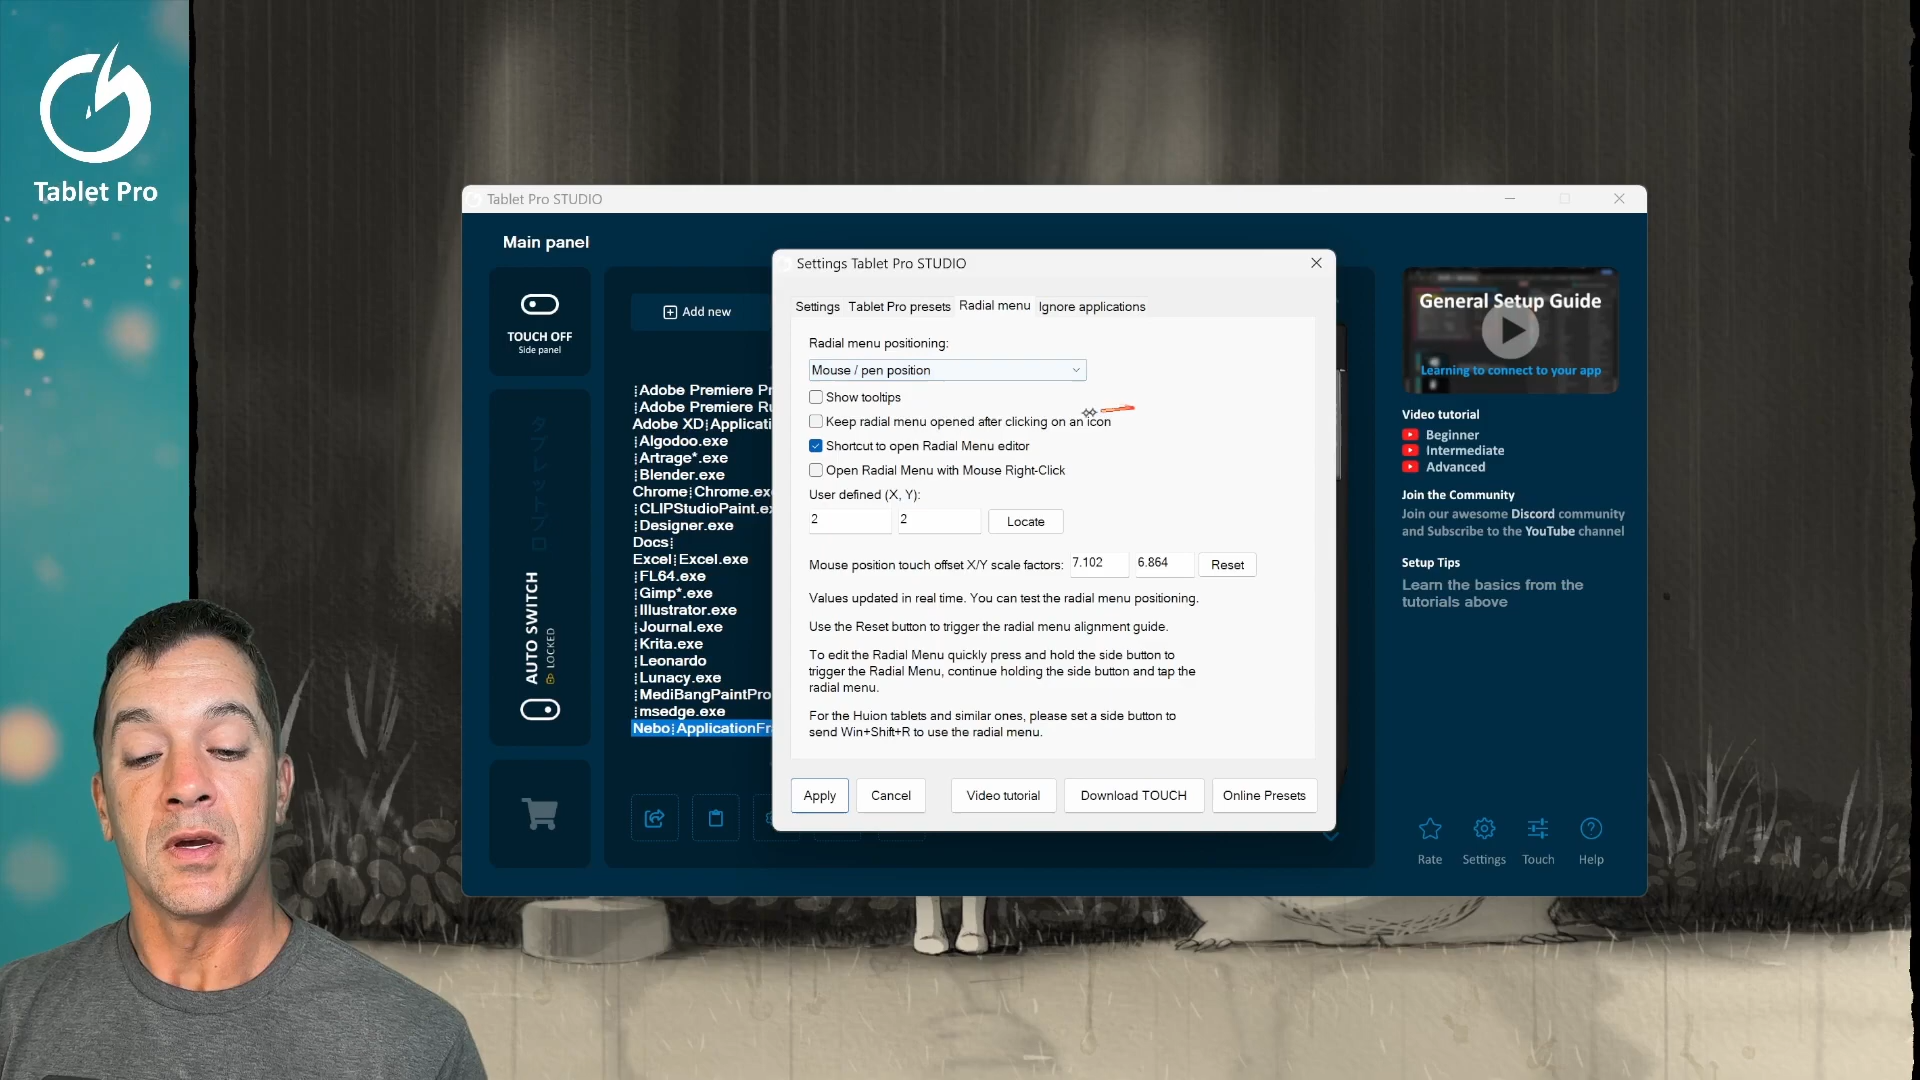 Tablet Pro
Tablet Pro STUDIO
Main panel
TOUCH OFF
Side panel
タブレットプロ
AUTO SWITCH
LOCKED
Add new
Adobe Premiere Pr
Adobe Premiere Ru
Adobe XD¦Applicati
¦Algodoo.exe
¦Artrage*.exe
¦Blender.exe
Chrome¦Chrome.exe
¦CLIPStudioPaint.ex
¦Designer.exe
Docs¦
Excel¦Excel.exe
¦FL64.exe
¦Gimp*.exe
¦Illustrator.exe
¦Journal.exe
¦Krita.exe
¦Leonardo
¦Lunacy.exe
¦MediBangPaintPro
¦msedge.exe
Nebo¦ApplicationFra
Settings Tablet Pro STUDIO
Settings Tablet Pro presets Radial menu Ignore applications
Radial menu positioning:
Mouse / pen position
Show tooltips
Keep radial menu opened after clicking on an icon
Shortcut to open Radial Menu editor
Open Radial Menu with Mouse Right-Click
User defined (X, Y):
2 2 Locate
Mouse position touch offset X/Y scale factors: 7.102 6.864 Reset
Values updated in real time. You can test the radial menu positioning.
Use the Reset button to trigger the radial menu alignment guide.
To edit the Radial Menu quickly press and hold the side button to
trigger the Radial Menu, continue holding the side button and tap the
radial menu.
For the Huion tablets and similar ones, please set a side button to
send Win+Shift+R to use the radial menu.
Apply Cancel Video tutorial Download TOUCH Online Presets
General Setup Guide
Learning to connect to your app
Video tutorial
Beginner
Intermediate
Advanced
Join the Community
Join our awesome Discord community
and Subscribe to the YouTube channel
Setup Tips
Learn the basics from the
tutorials above
Rate Settings Touch Help